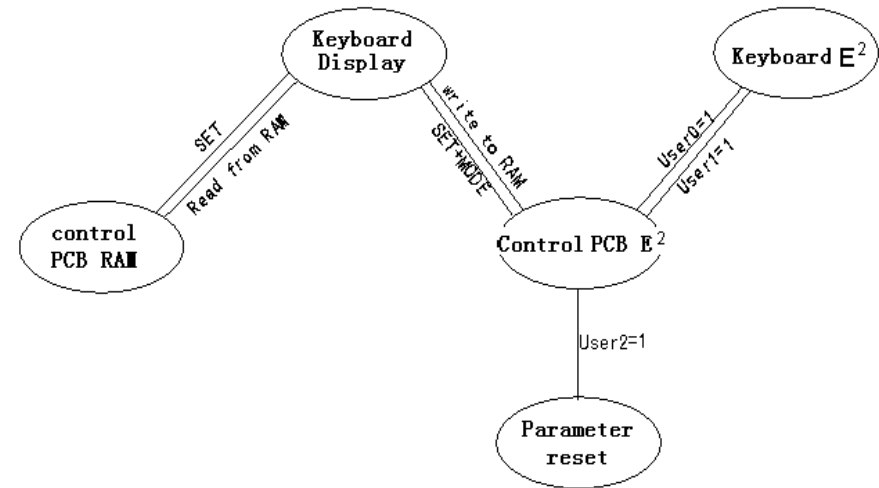 Keyboard
Display
Keyboard E²
SET
Read from RAM
write to RAM
SET+MODE
User0=1
User1=1
control
PCB RAM
Control PCB E²
User2=1
Parameter
reset